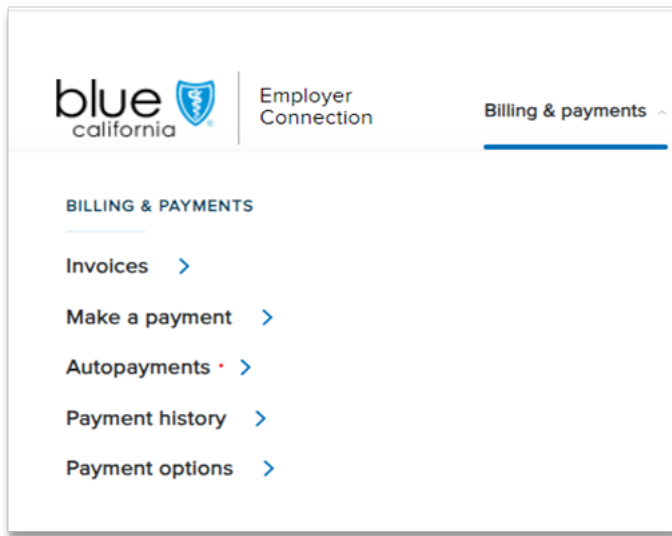 blue
california
Employer
Connection
Billing & payments
BILLING & PAYMENTS
Invoices
Make a payment
Autopayments
Payment history
Payment options